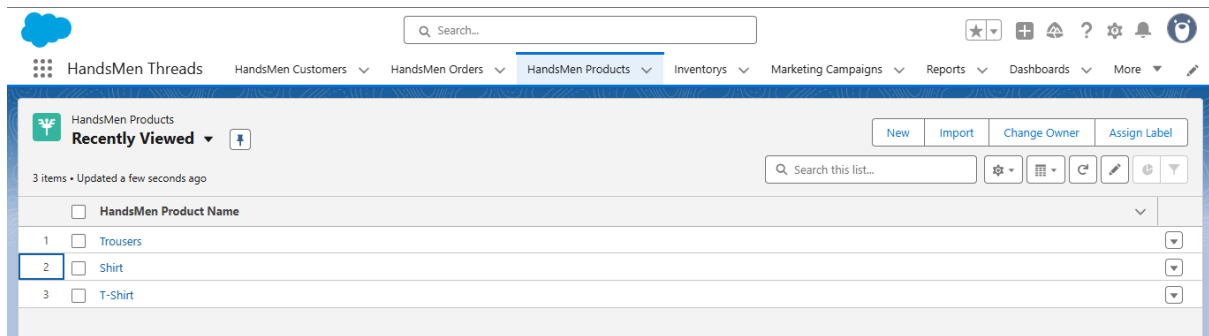 Search...
HandsMen Threads HandsMen Customers HandsMen Orders HandsMen Products Inventorys Marketing Campaigns Reports Dashboards More
HandsMen Products
Recently Viewed
New Import Change Owner Assign Label
3 items • Updated a few seconds ago
Search this list...
HandsMen Product Name
1 Trousers
2 Shirt
3 T-Shirt